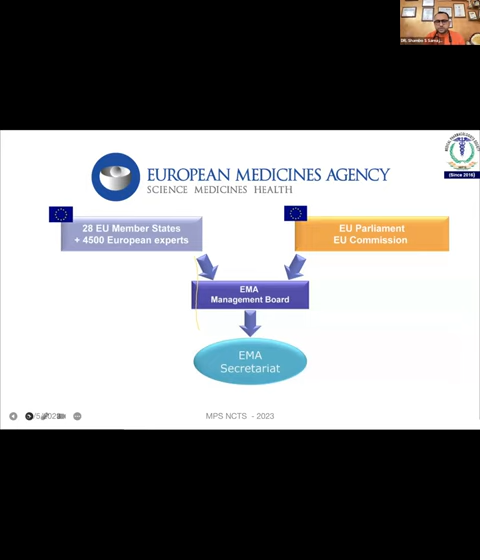 EUROPEAN MEDICINES AGENCY
SCIENCE MEDICINES HEALTH
(Since 2016)
28 EU Member States
+ 4500 European experts
EU Parliament
EU Commission
EMA
Management Board
EMA
Secretariat
MPS NCTS - 2023